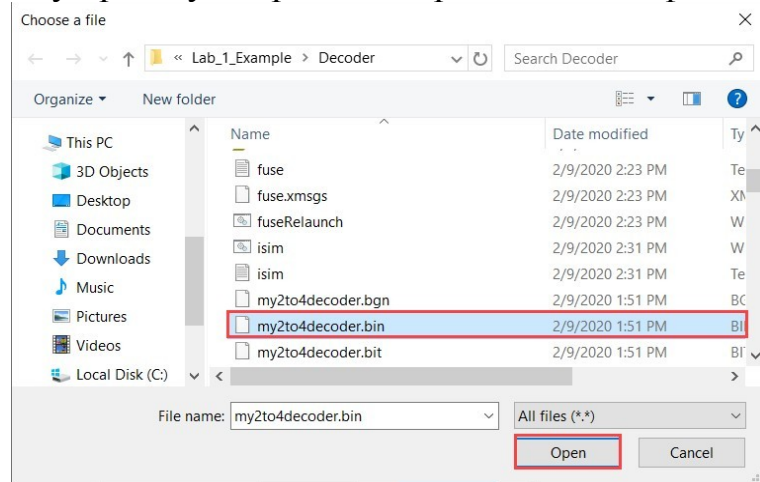 Choose a file
« Lab_1_Example > Decoder
Search Decoder
Organize
New folder
Name
Date modified
Ty
This PC
3D Objects
Desktop
Documents
Downloads
Music
Pictures
Videos
Local Disk (C:)
fuse 2/9/2020 2:23 PM Te
fuse.xmsgs 2/9/2020 2:23 PM XN
fuseRelaunch 2/9/2020 2:23 PM W
isim 2/9/2020 2:31 PM W
isim 2/9/2020 2:31 PM Te
my2to4decoder.bgn 2/9/2020 1:51 PM
my2to4decoder.bin 2/9/2020 1:51 PM
my2to4decoder.bit 2/9/2020 1:51 PM
File name: my2to4decoder.bin
All files (*.*)
Open
Cancel